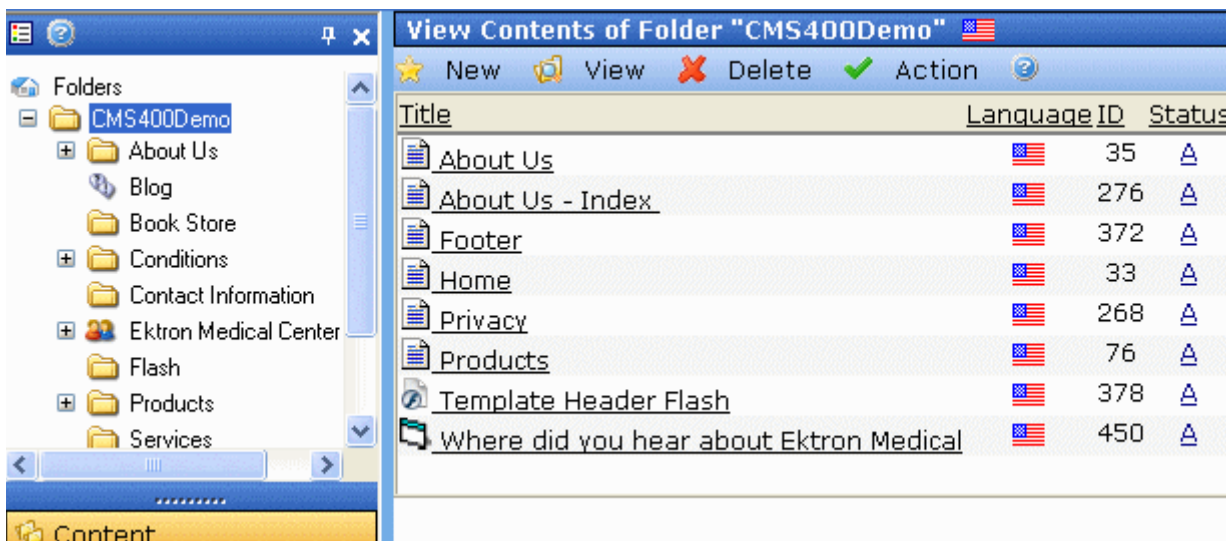 Folders
CMS400Demo
About Us
Blog
Book Store
Conditions
Contact Information
Ektron Medical Center
Flash
Products
Services
Content
View Contents of Folder "CMS400Demo"
New View Delete Action
Title Language ID Status
About Us 35 A
About Us - Index 276 A
Footer 372 A
Home 33 A
Privacy 268 A
Products 76 A
Template Header Flash 378 A
Where did you hear about Ektron Medical 450 A